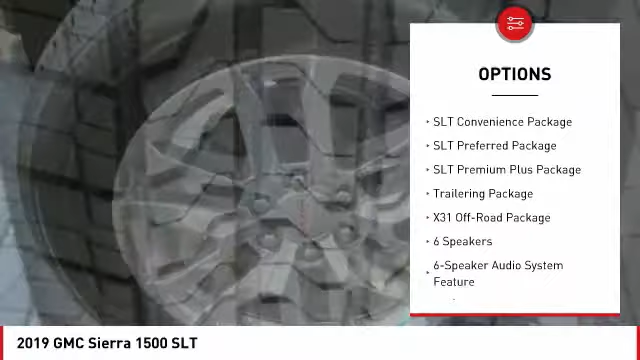 OPTIONS
‣ SLT Convenience Package
‣ SLT Preferred Package
‣ SLT Premium Plus Package
‣ Trailering Package
‣ X31 Off-Road Package
‣ 6 Speakers
‣ 6-Speaker Audio System
Feature
2019 GMC Sierra 1500 SLT